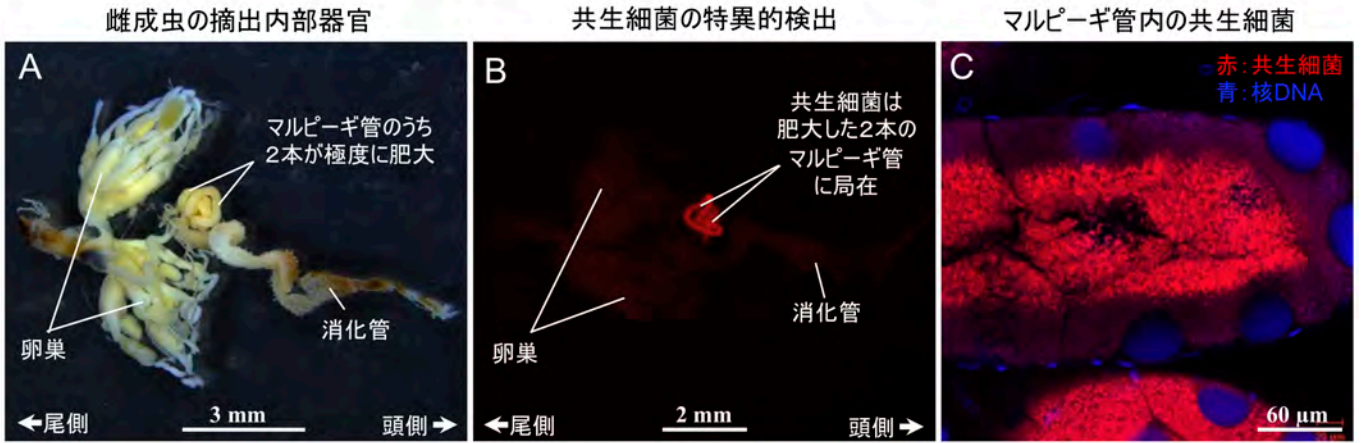 雌成虫の摘出内部器官
A
マルピーギ管のうち
2本が極度に肥大
消化管
卵巣
←尾側
3 mm
頭側→
共生細菌の特異的検出
B
共生細菌は
肥大した2本の
マルピーギ管
に局在
消化管
卵巣
←尾側
2 mm
頭側→
マルピーギ管内の共生細菌
C
赤:共生細菌
青:核DNA
60 μm